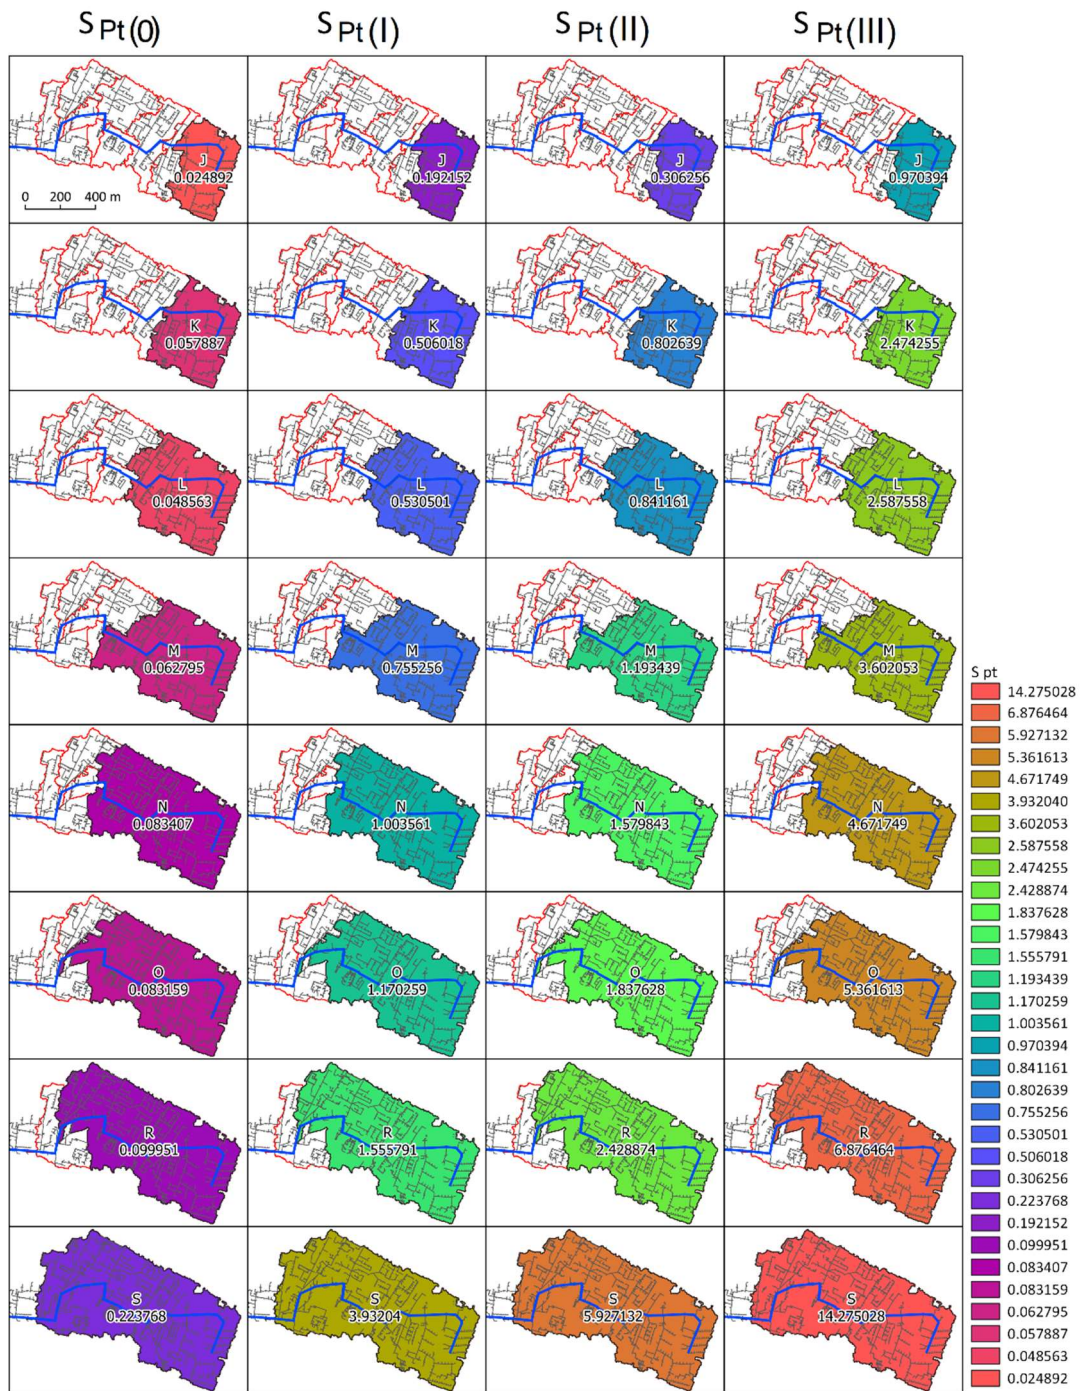 S Pt(0) S Pt(I) S Pt(II) S Pt(III)
J J J J
0.024892 0.192152 0.306256 0.970394
0 200 400 m
K K K K
0.057887 0.506018 0.802639 2.474255
L L L L
0.048563 0.530501 0.841161 2.587558
M M M M
0.062795 0.755256 1.193439 3.602053
N N N N
0.083407 1.003561 1.579843 4.671749
O O O O
0.083159 1.170259 1.837628 5.361613
R R R R
0.099951 1.555791 2.428874 6.876464
S S S S
0.223768 3.93204 5.927132 14.275028
S pt
14.275028
6.876464
5.927132
5.361613
4.671749
3.932040
3.602053
2.587558
2.474255
2.428874
1.837628
1.579843
1.555791
1.193439
1.170259
1.003561
0.970394
0.841161
0.802639
0.755256
0.530501
0.506018
0.306256
0.223768
0.192152
0.099951
0.083407
0.083159
0.062795
0.057887
0.048563
0.024892